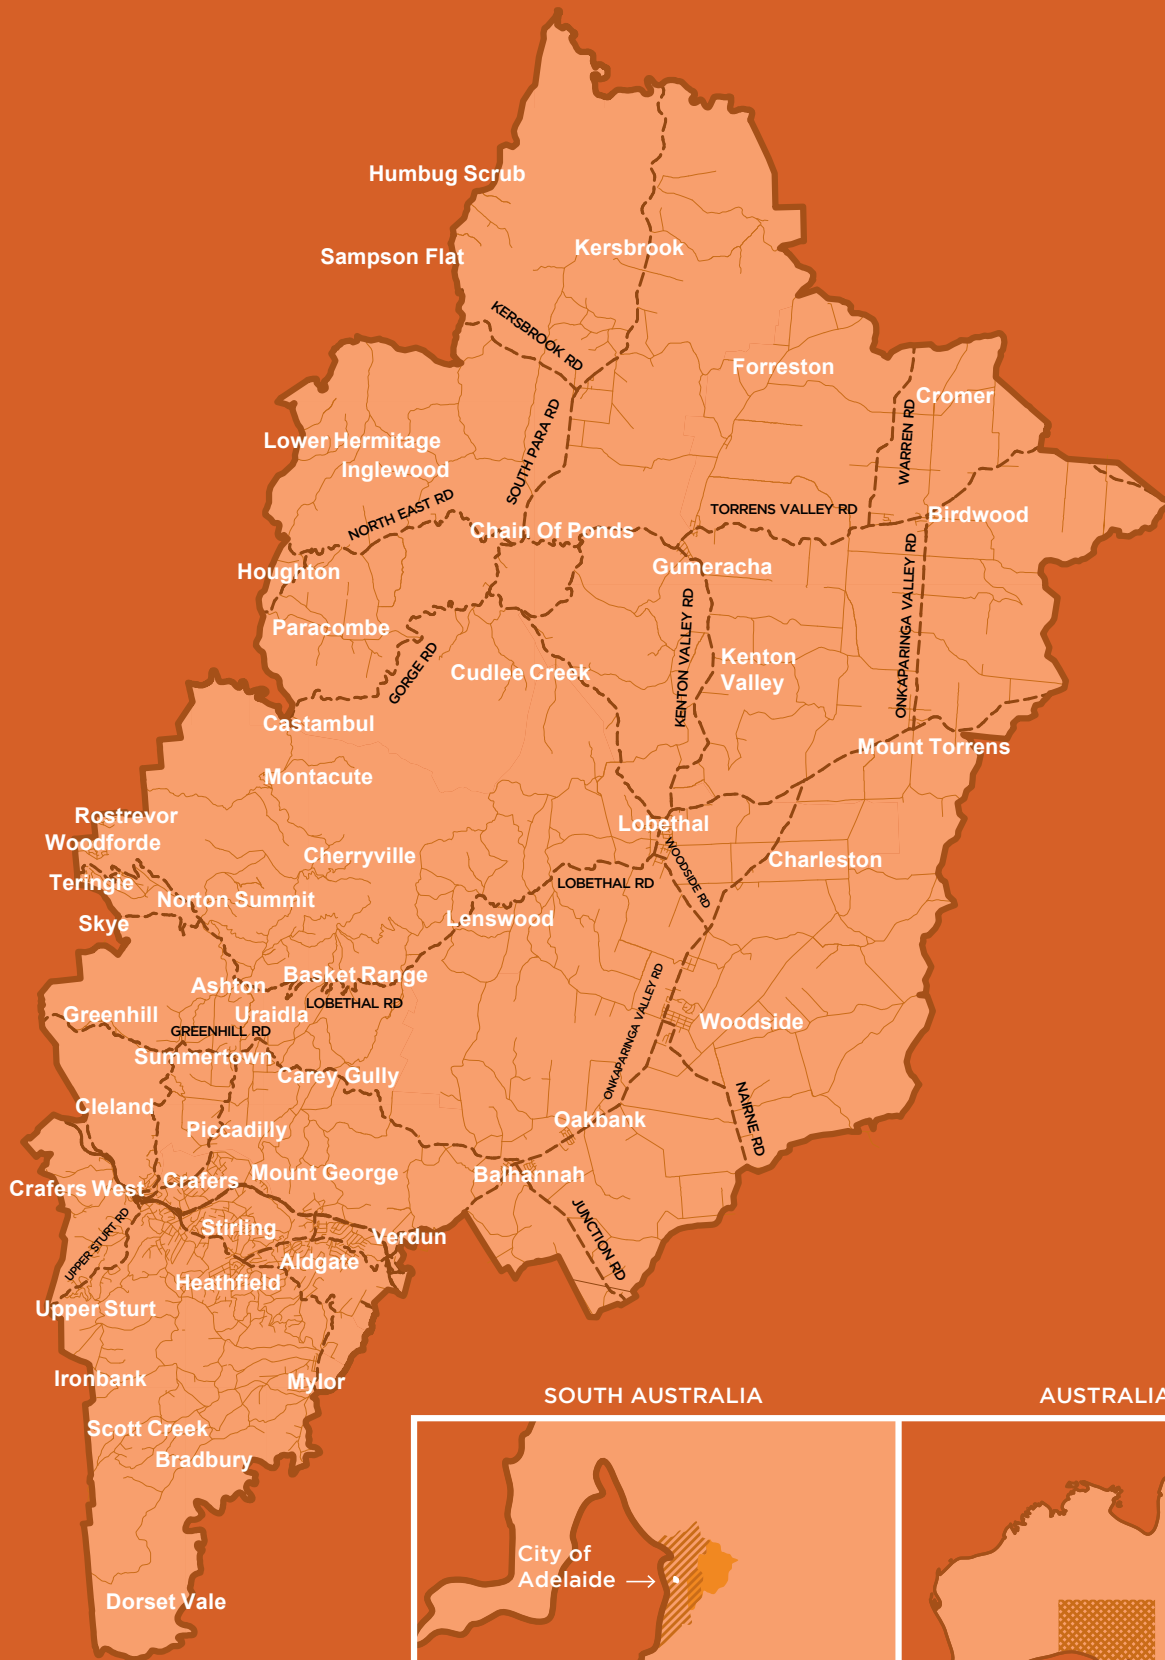 Humbug Scrub
Kersbrook
Sampson Flat
KERSBROOK RD
Forreston
Cromer
WARREN RD
Lower Hermitage
SOUTH PARA RD
Inglewood
NORTH EAST RD
TORRENS VALLEY RD
Birdwood
Chain Of Ponds
Gumeracha
Houghton
Paracombe
ONKAPARINGA VALLEY RD
KENTON VALLEY RD
Kenton
Valley
GORGE RD
Cudlee Creek
Castambul
Mount Torrens
Montacute
Rostrevor
Lobethal
Woodforde
Cherryville
WOODSIDE RD
Charleston
Teringie
LOBETHAL RD
Norton Summit
Lenswood
Skye
Basket Range
Ashton
LOBETHAL RD
Greenhill
Uraidla
GREENHILL RD
ONKAPARINGA VALLEY RD
Woodside
Summertown
Carey Gully
Cleland
Oakbank
NAIRNE RD
Piccadilly
Mount George
Balhannah
Crafers
Crafers West
Stirling
Verdun
UPPER STURT RD
JUNCTION RD
Aldgate
Heathfield
Upper Sturt
Ironbank
Mylor
Scott Creek
Bradbury
Dorset Vale
SOUTH AUSTRALIA
City of
Adelaide →
AUSTRALIA